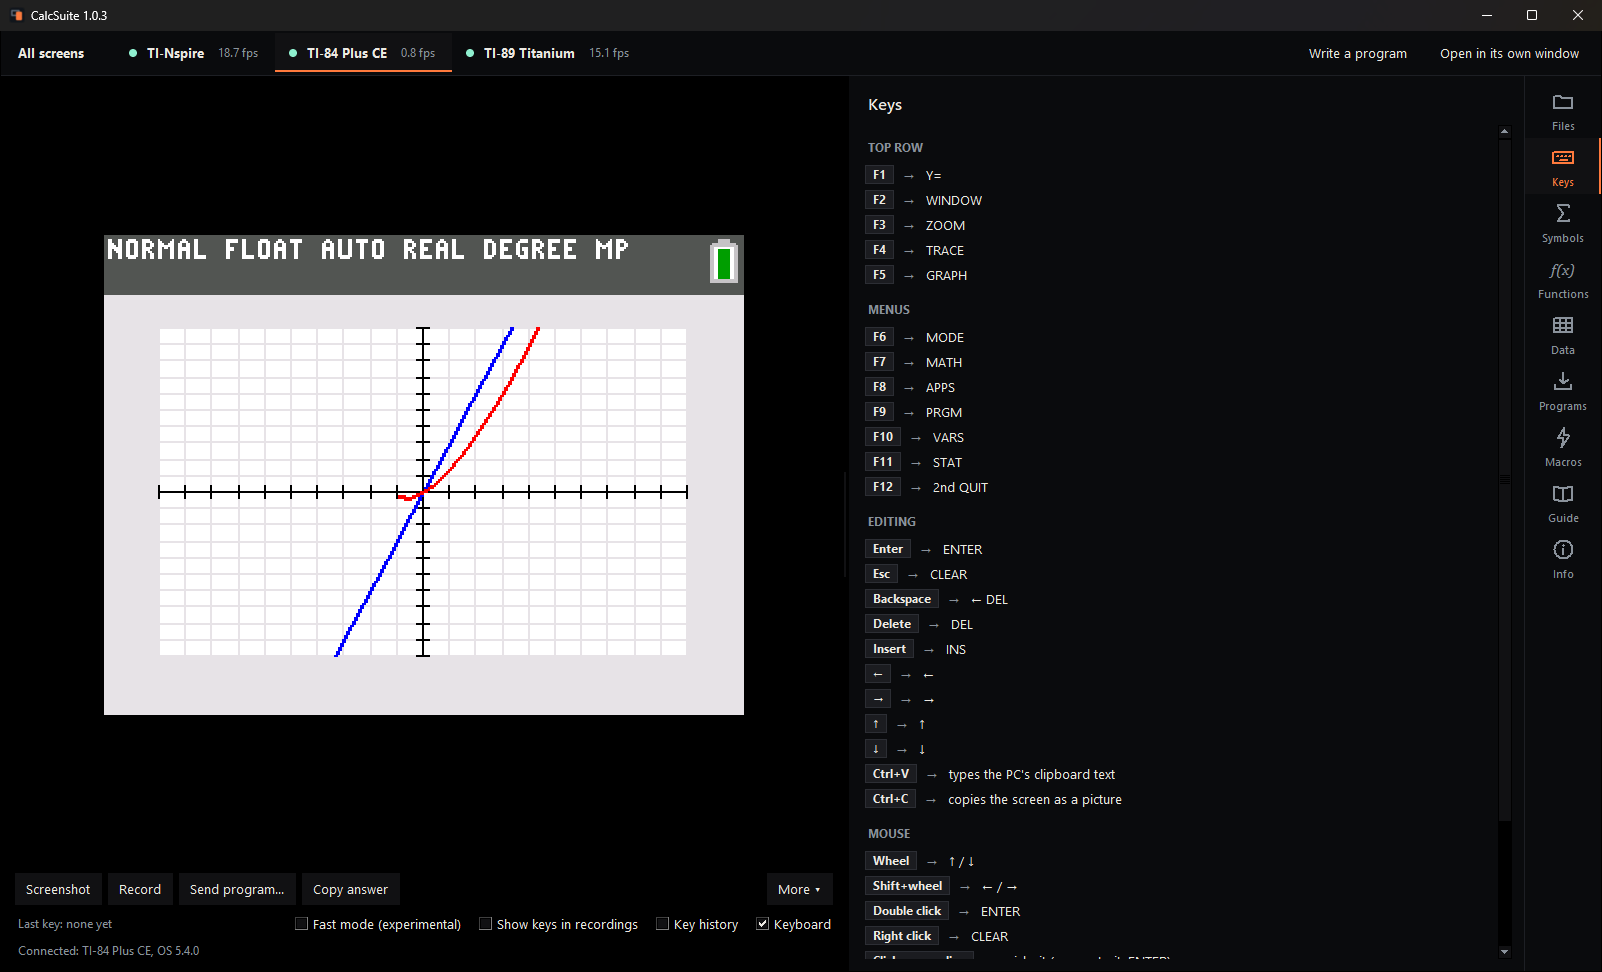 CalcSuite 1.0.3
All screens
TI-Nspire 18.7 fps
TI-84 Plus CE 0.8 fps
TI-89 Titanium 15.1 fps
Write a program
Open in its own window
NORMAL FLOAT AUTO REAL DEGREE MP
Screenshot
Record
Send program...
Copy answer
More ▾
Last key: none yet
Fast mode (experimental)
Show keys in recordings
Key history
Keyboard
Connected: TI-84 Plus CE, OS 5.4.0
Keys
TOP ROW
F1 → Y=
F2 → WINDOW
F3 → ZOOM
F4 → TRACE
F5 → GRAPH
MENUS
F6 → MODE
F7 → MATH
F8 → APPS
F9 → PRGM
F10 → VARS
F11 → STAT
F12 → 2nd QUIT
EDITING
Enter → ENTER
Esc → CLEAR
Backspace → ← DEL
Delete → DEL
Insert → INS
← → ←
→ → →
↑ → ↑
↓ → ↓
Ctrl+V → types the PC's clipboard text
Ctrl+C → copies the screen as a picture
MOUSE
Wheel → ↑ / ↓
Shift+wheel → ← / →
Double click → ENTER
Right click → CLEAR
Files
Keys
Symbols
f(x)
Functions
Data
Programs
Macros
Guide
Info